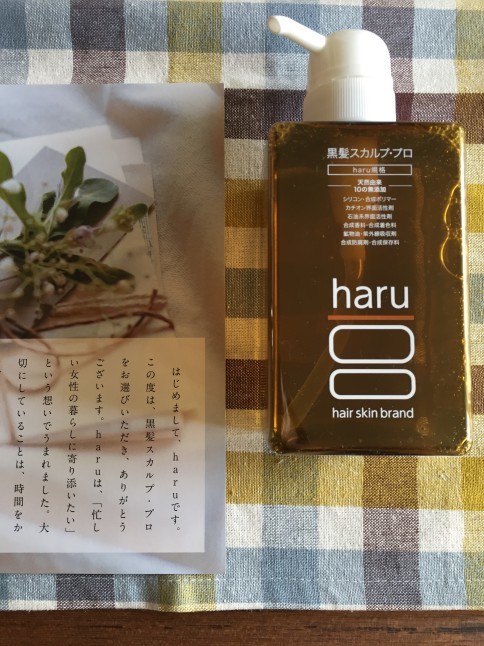 はじめまして、haruです。
この度は、黒髪スカルプ・プロ
をお選びいただき、ありがとう
ございます。haruは、「忙し
い女性の暮らしに寄り添いたい」
という想いでうまれました。大
切にしていることは、時間をか
黒髪スカルプ・プロ
haru規格
天然由来
10の無添加
シリコン・合成ポリマー
カチオン界面活性剤
石油系界面活性剤
合成香料・合成着色料
鉱物油・紫外線吸収剤
合成防腐剤・合成保存料
haru
hair skin brand